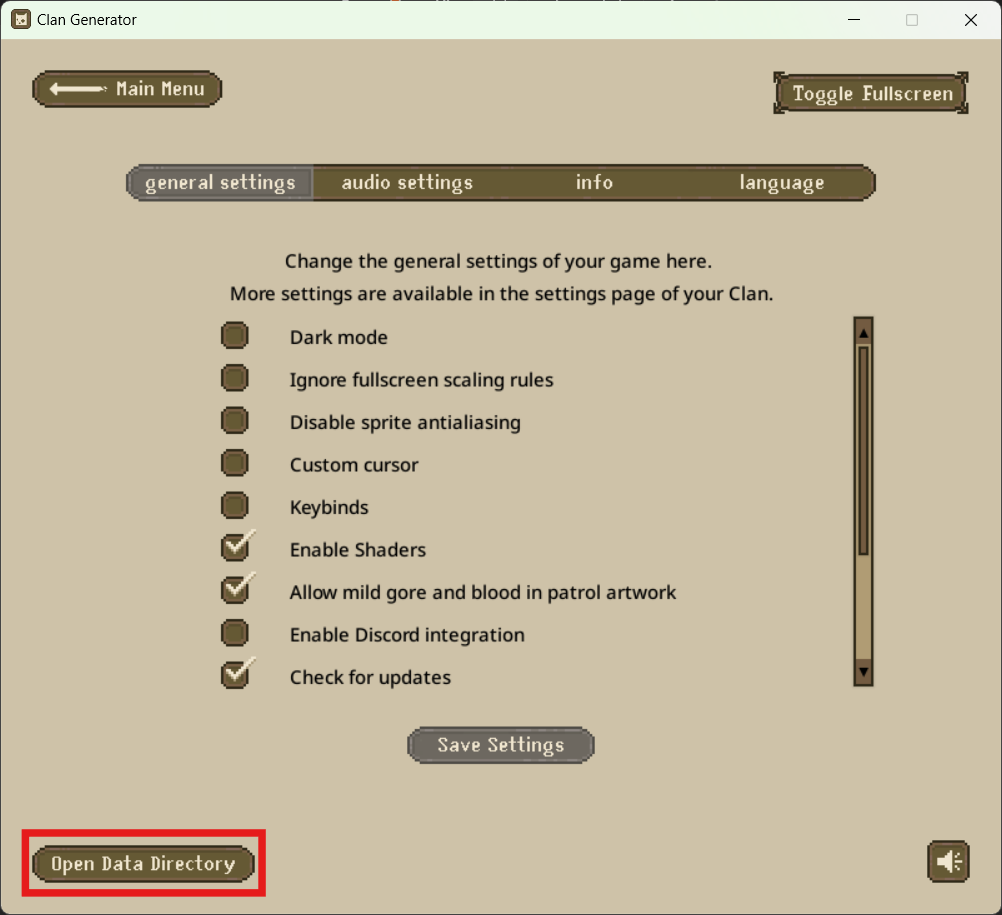 Clan Generator
Main Menu
Toggle Fullscreen
general settings
audio settings
info
language
Change the general settings of your game here.
More settings are available in the settings page of your Clan.
Dark mode
Ignore fullscreen scaling rules
Disable sprite antialiasing
Custom cursor
Keybinds
Enable Shaders
Allow mild gore and blood in patrol artwork
Enable Discord integration
Check for updates
Save Settings
Open Data Directory